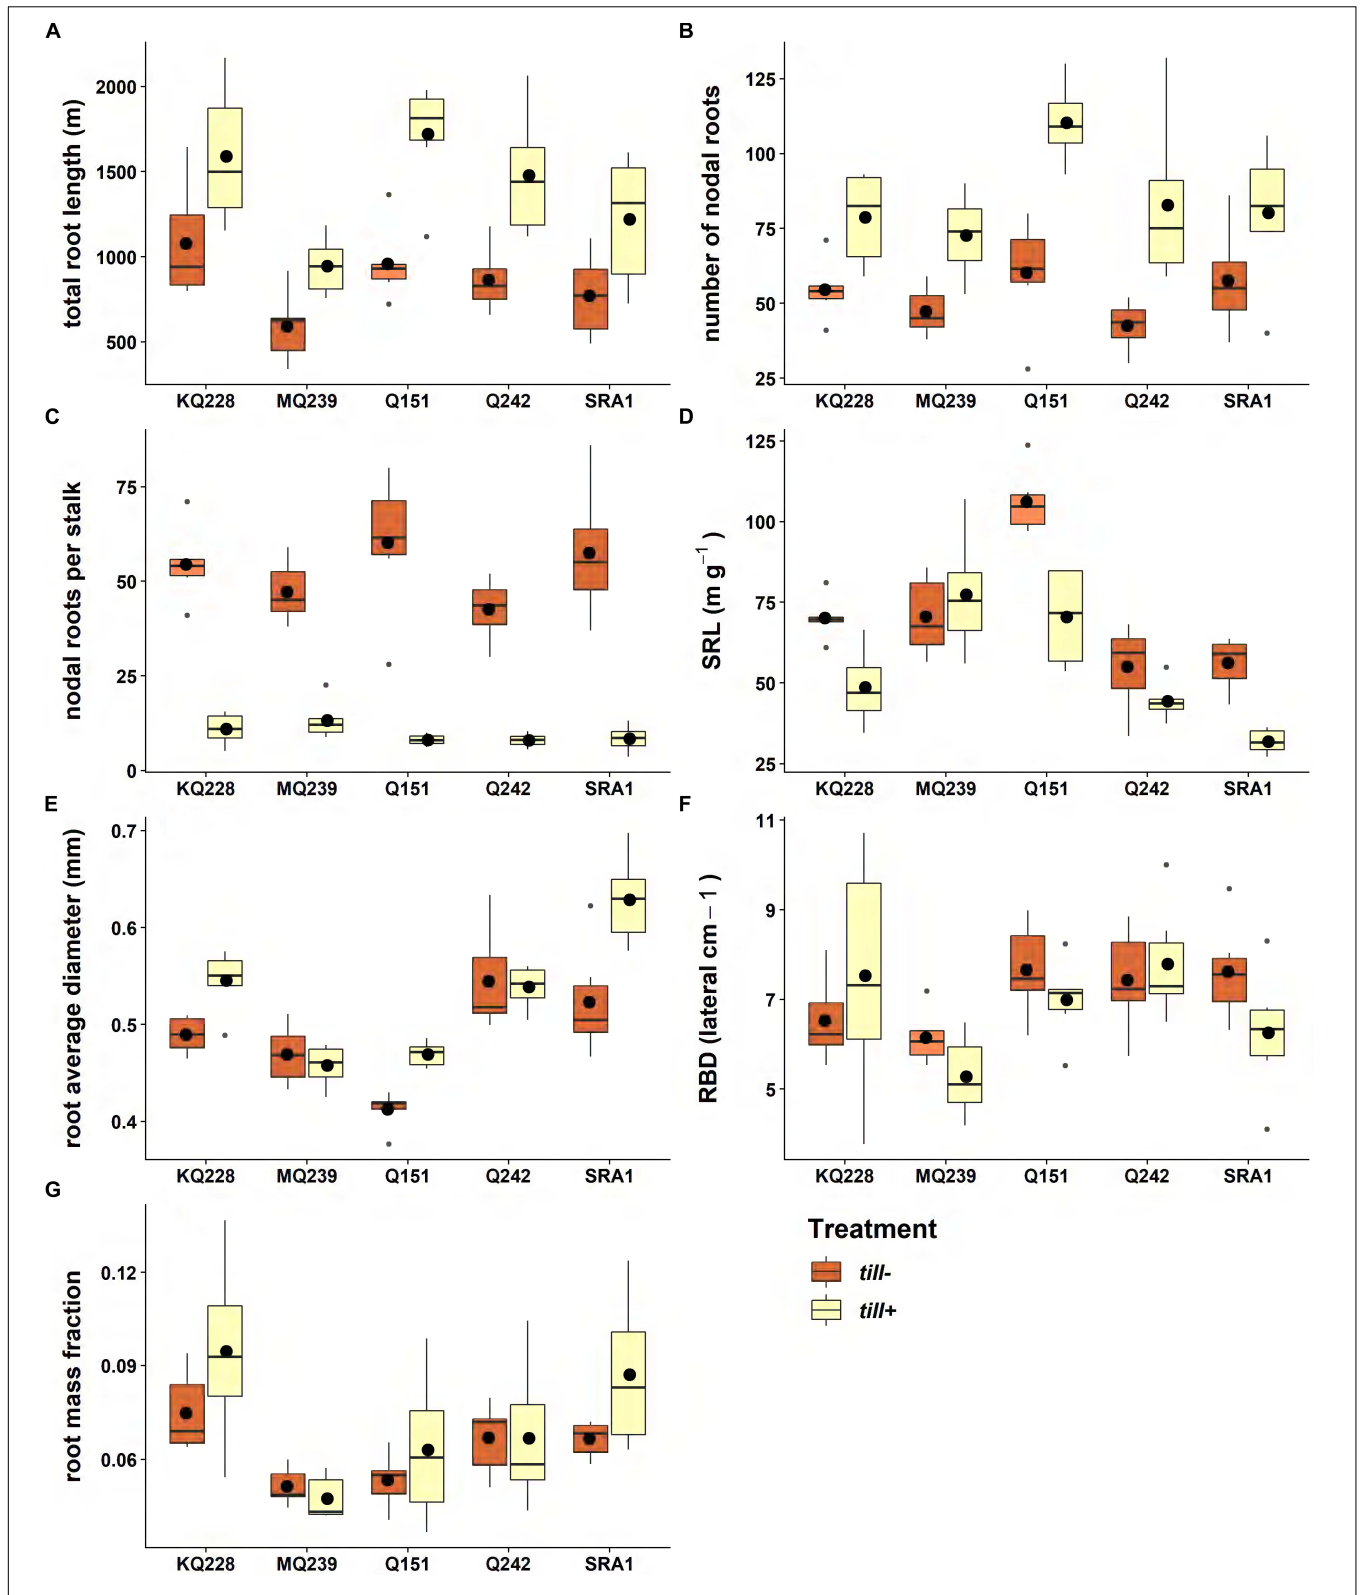 A
total root length (m)
2000
1500
1000
500
KQ228 MQ239 Q151 Q242 SRA1
B
number of nodal roots
125
100
75
50
25
KQ228 MQ239 Q151 Q242 SRA1
C
nodal roots per stalk
75
50
25
0
KQ228 MQ239 Q151 Q242 SRA1
D
SRL (m g⁻¹ )
125
100
75
50
25
KQ228 MQ239 Q151 Q242 SRA1
E
root average diameter (mm)
0.7
0.6
0.5
0.4
KQ228 MQ239 Q151 Q242 SRA1
F
RBD (lateral cm − 1 )
11
9
7
5
KQ228 MQ239 Q151 Q242 SRA1
G
root mass fraction
0.12
0.09
0.06
KQ228 MQ239 Q151 Q242 SRA1
Treatment
till-
till+